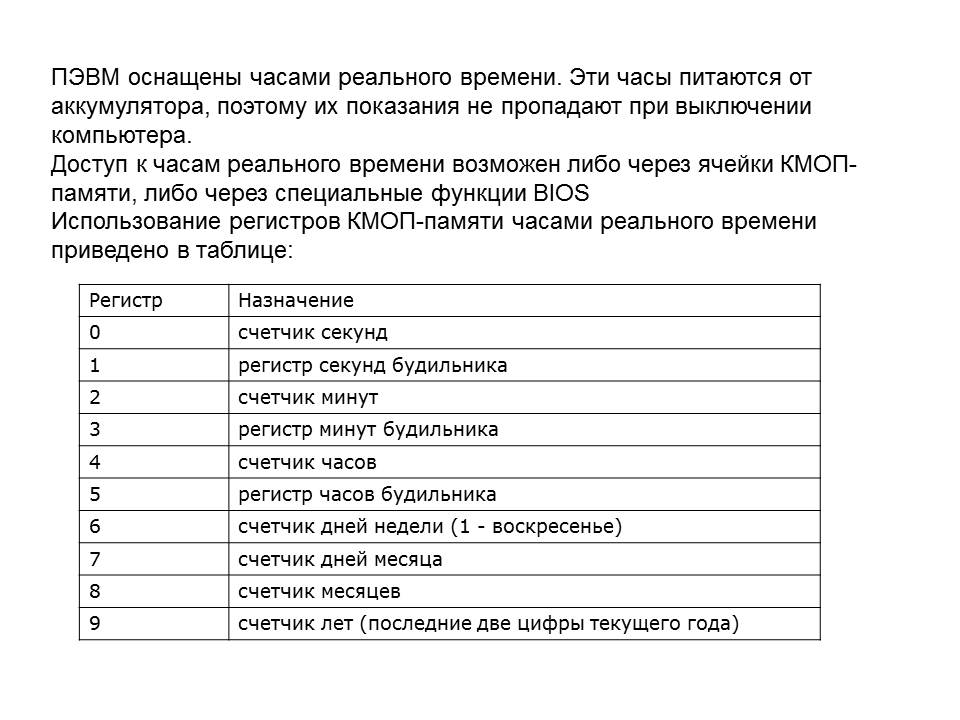 ПЭВМ оснащены часами реального времени. Эти часы питаются от
аккумулятора, поэтому их показания не пропадают при выключении
компьютера.
Доступ к часам реального времени возможен либо через ячейки КМОП-
памяти, либо через специальные функции BIOS
Использование регистров КМОП-памяти часами реального времени
приведено в таблице:
Регистр Назначение
0 счетчик секунд
1 регистр секунд будильника
2 счетчик минут
3 регистр минут будильника
4 счетчик часов
5 регистр часов будильника
6 счетчик дней недели (1 - воскресенье)
7 счетчик дней месяца
8 счетчик месяцев
9 счетчик лет (последние две цифры текущего года)